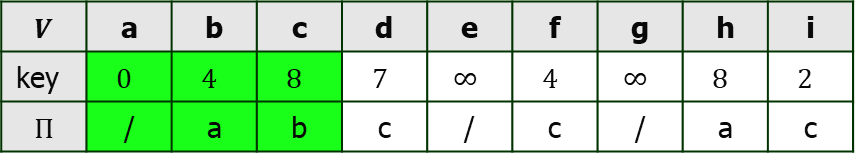 V a b c d e f g h i
key 0 4 8 7 ∞ 4 ∞ 8 2
Π / a b c / c / a c